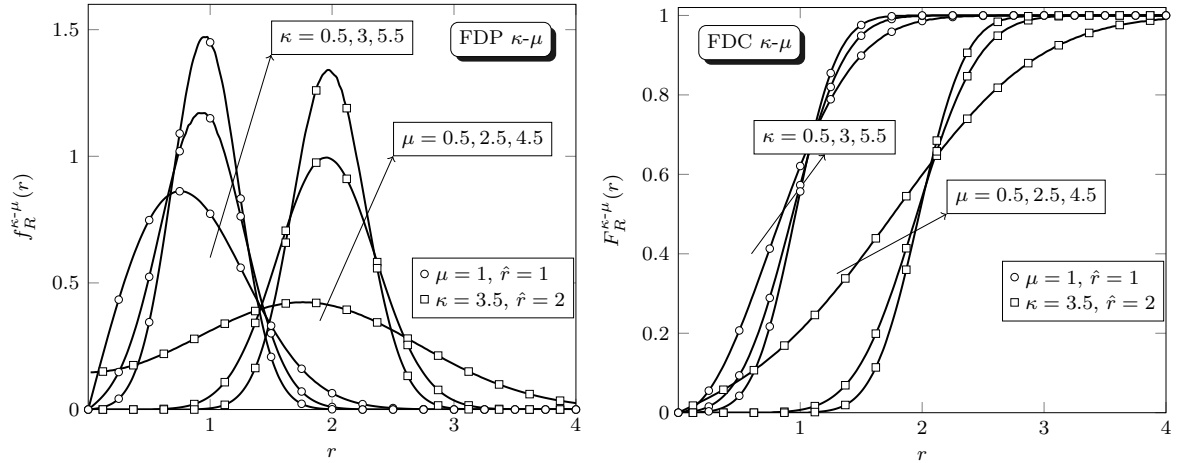 FDP κ-μ
κ = 0.5, 3, 5.5
μ = 0.5, 2.5, 4.5
μ = 1, r̂ = 1
κ = 3.5, r̂ = 2
1.5
1
0.5
0
1
2
3
4
r
f_R^{κ-μ}(r)
FDC κ-μ
κ = 0.5, 3, 5.5
μ = 0.5, 2.5, 4.5
μ = 1, r̂ = 1
κ = 3.5, r̂ = 2
1
0.8
0.6
0.4
0.2
0
0
1
2
3
4
r
F_R^{κ-μ}(r)